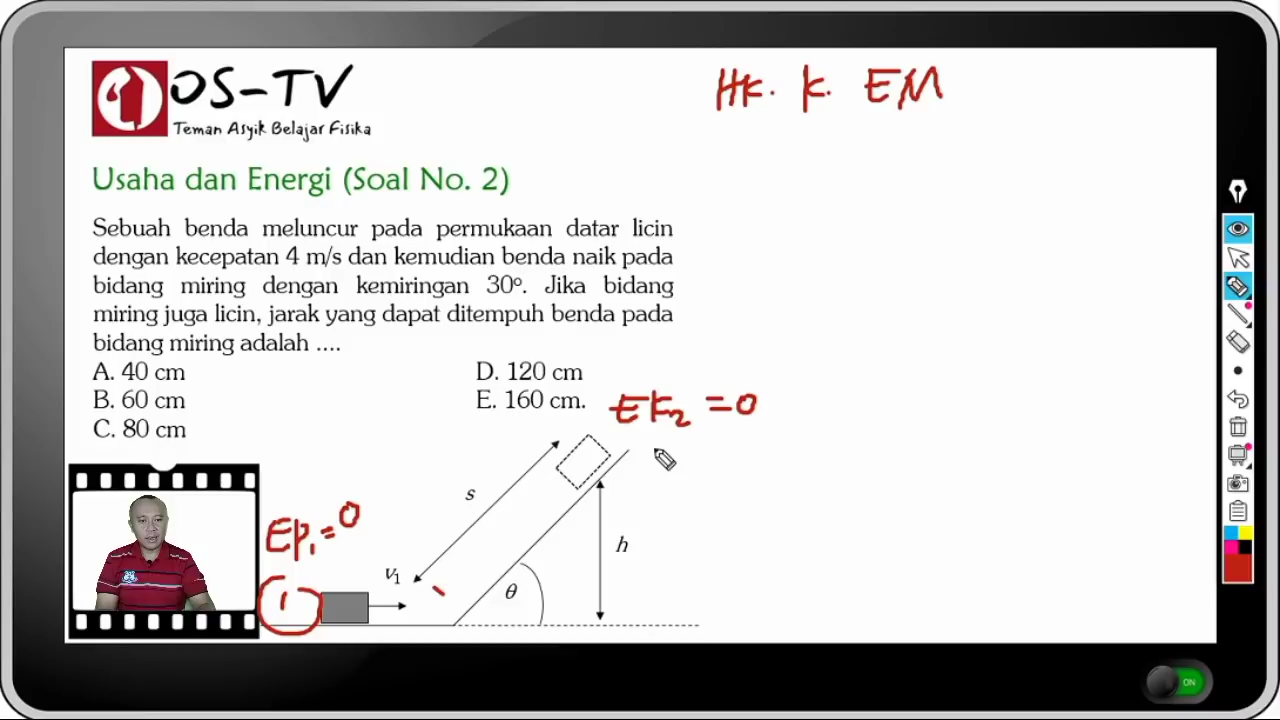 OS-TV
Teman Asyik Belajar Fisika
Hk. K. EM
Usaha dan Energi (Soal No. 2)
Sebuah benda meluncur pada permukaan datar licin
dengan kecepatan 4 m/s dan kemudian benda naik pada
bidang miring dengan kemiringan 30°. Jika bidang
miring juga licin, jarak yang dapat ditempuh benda pada
bidang miring adalah ....
A. 40 cm
B. 60 cm
C. 80 cm
D. 120 cm
E. 160 cm.
EK₂ = 0
s
h
Ep₁ = 0
v₁
θ
1
ON